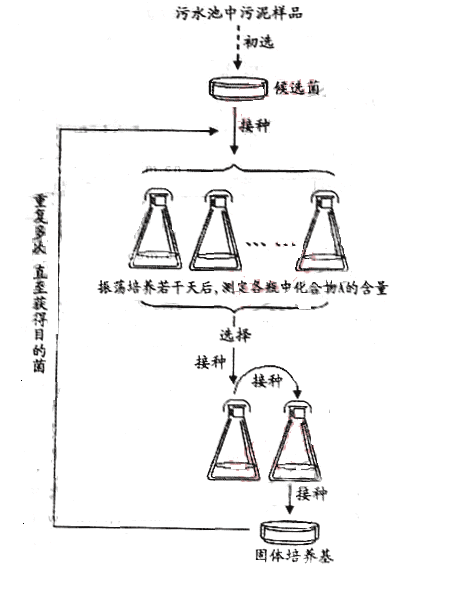 污水池中污泥样品
初选
候选菌
接种
重复多次 直至获得目的菌
振荡培养若干天后，测定各瓶中化合物A的含量
选择
接种
接种
接种
固体培养基